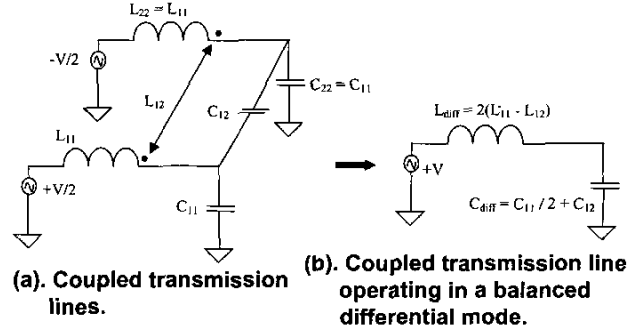 L22 = L11
-V/2
C22 = C11
L12
C12
L11
+V/2
C11
Ldiff = 2(L11 - L12)
+V
Cdiff = C11 / 2 + C12
(a). Coupled transmission
lines.
(b). Coupled transmission line
operating in a balanced
differential mode.